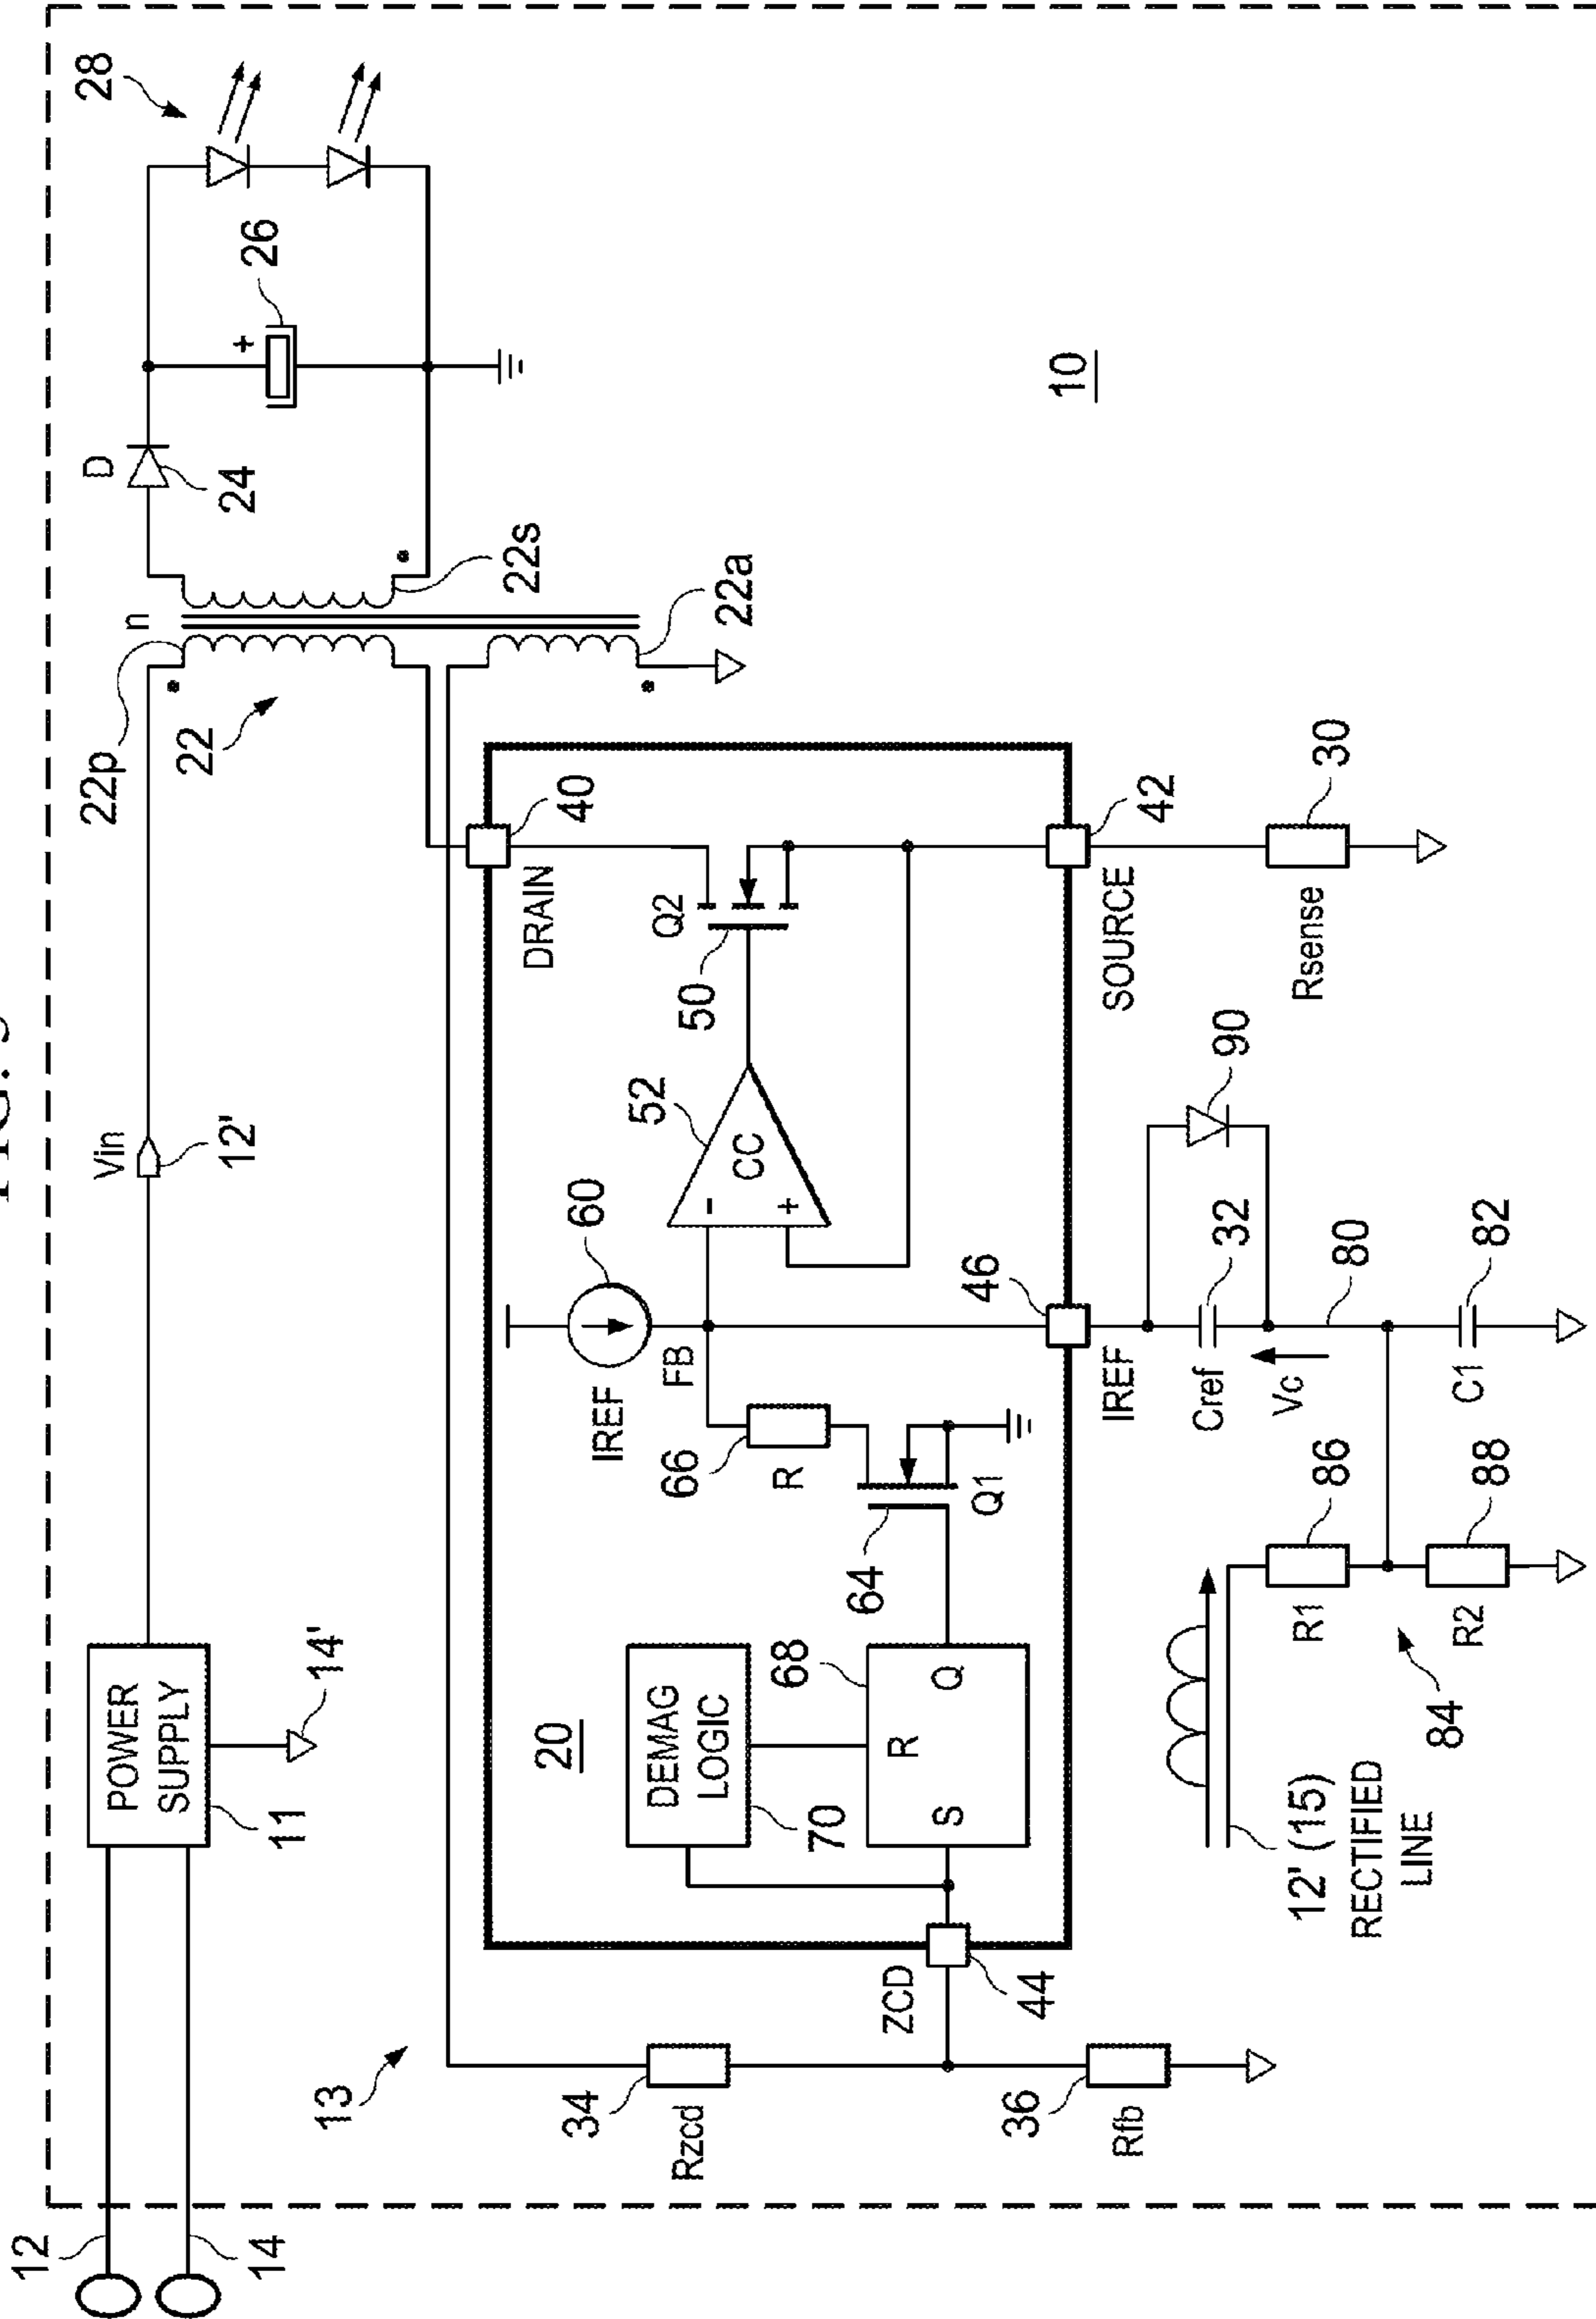 12
14
POWER
SUPPLY
11
14'
Vin
12'
22p
22
n
22s
22a
D
24
26
+
28
13
34
Rzcd
36
Rfb
ZCD
44
20
DEMAG
LOGIC
70
68
S
R
Q
64
Q1
66
R
IREF
60
FB
52
CC
-
+
50
Q2
DRAIN
40
SOURCE
42
30
Rsense
46
IREF
Cref
32
90
Vc
80
C1
82
12' (15)
RECTIFIED
LINE
84
R1
86
R2
88
10